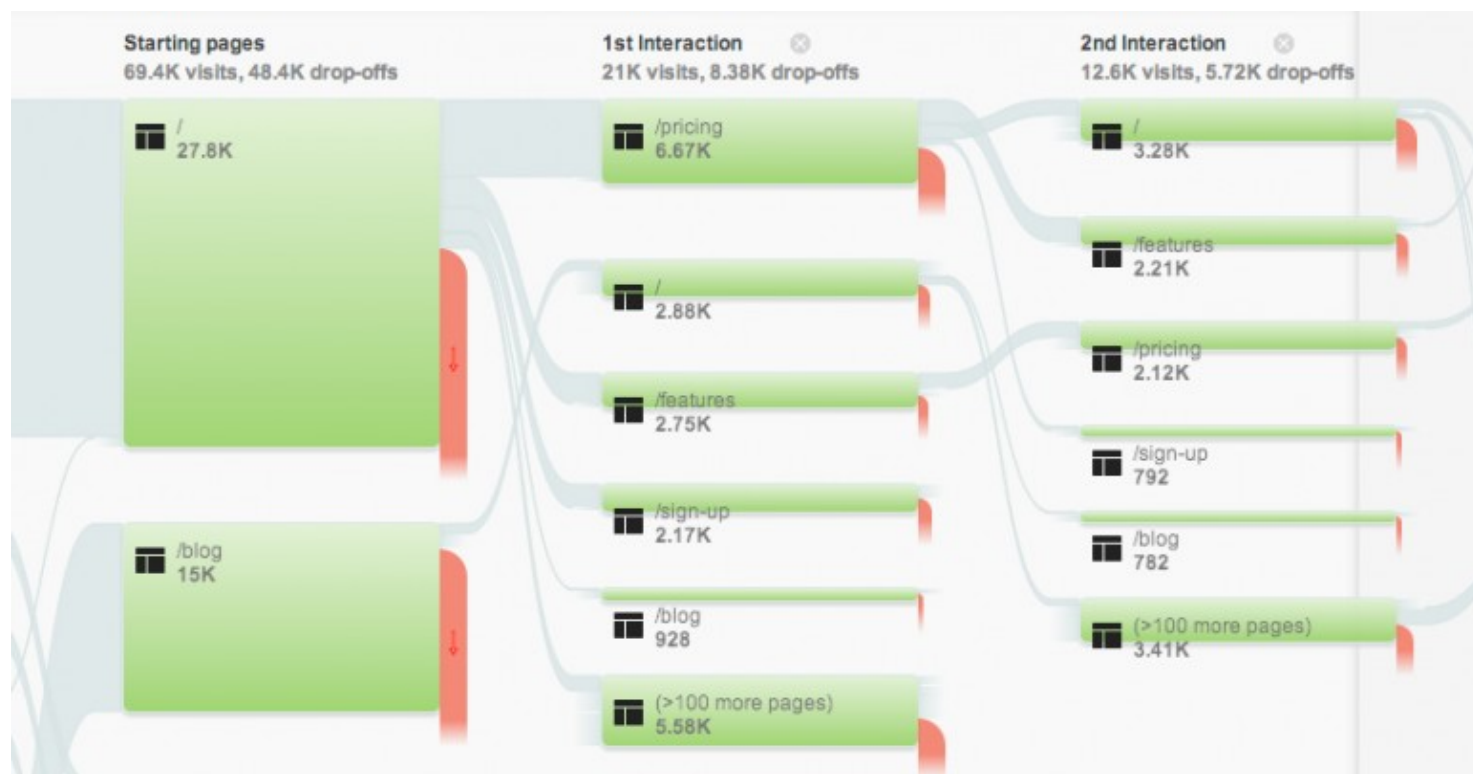 Starting pages
69.4K visits, 48.4K drop-offs
/
27.8K
/blog
15K
1st Interaction
21K visits, 8.38K drop-offs
/pricing
6.67K
/
2.88K
/features
2.75K
/sign-up
2.17K
/blog
928
(>100 more pages)
5.58K
2nd Interaction
12.6K visits, 5.72K drop-offs
/
3.28K
/features
2.21K
/pricing
2.12K
/sign-up
792
/blog
782
(>100 more pages)
3.41K